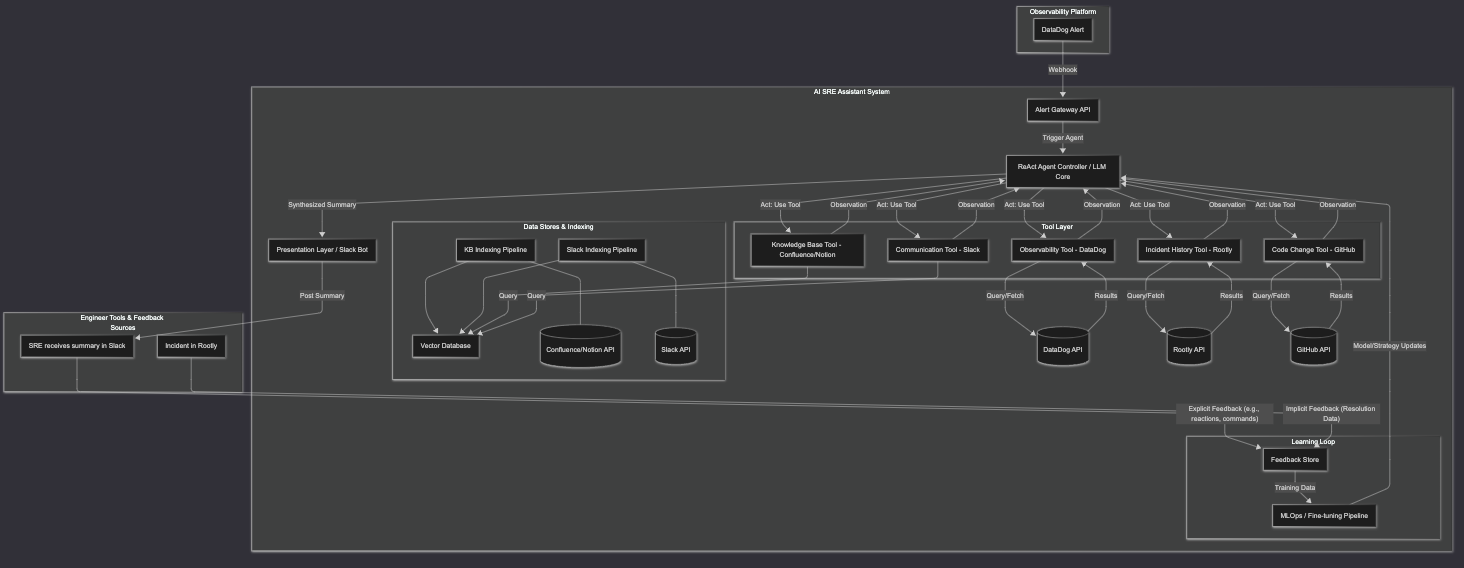 Observability Platform
DataDog Alert
Webhook
AI SRE Assistant System
Alert Gateway API
Trigger Agent
ReAct Agent Controller / LLM
Core
Synthesized Summary
Act: Use Tool
Observation
Act: Use Tool
Observation
Act: Use Tool
Observation
Act: Use Tool
Observation
Act: Use Tool
Observation
Data Stores & Indexing
Tool Layer
Presentation Layer / Slack Bot
KB Indexing Pipeline
Slack Indexing Pipeline
Knowledge Base Tool -
Confluence/Notion
Communication Tool - Slack
Observability Tool - DataDog
Incident History Tool - Rootly
Code Change Tool - GitHub
Post Summary
Query
Query
Query/Fetch
Results
Query/Fetch
Results
Query/Fetch
Results
Engineer Tools & Feedback
Sources
SRE receives summary in Slack
Incident in Rootly
Vector Database
Confluence/Notion API
Slack API
DataDog API
Rootly API
GitHub API
Model/Strategy Updates
Explicit Feedback (e.g.,
reactions, commands)
Implicit Feedback (Resolution
Data)
Learning Loop
Feedback Store
Training Data
MLOps / Fine-tuning Pipeline